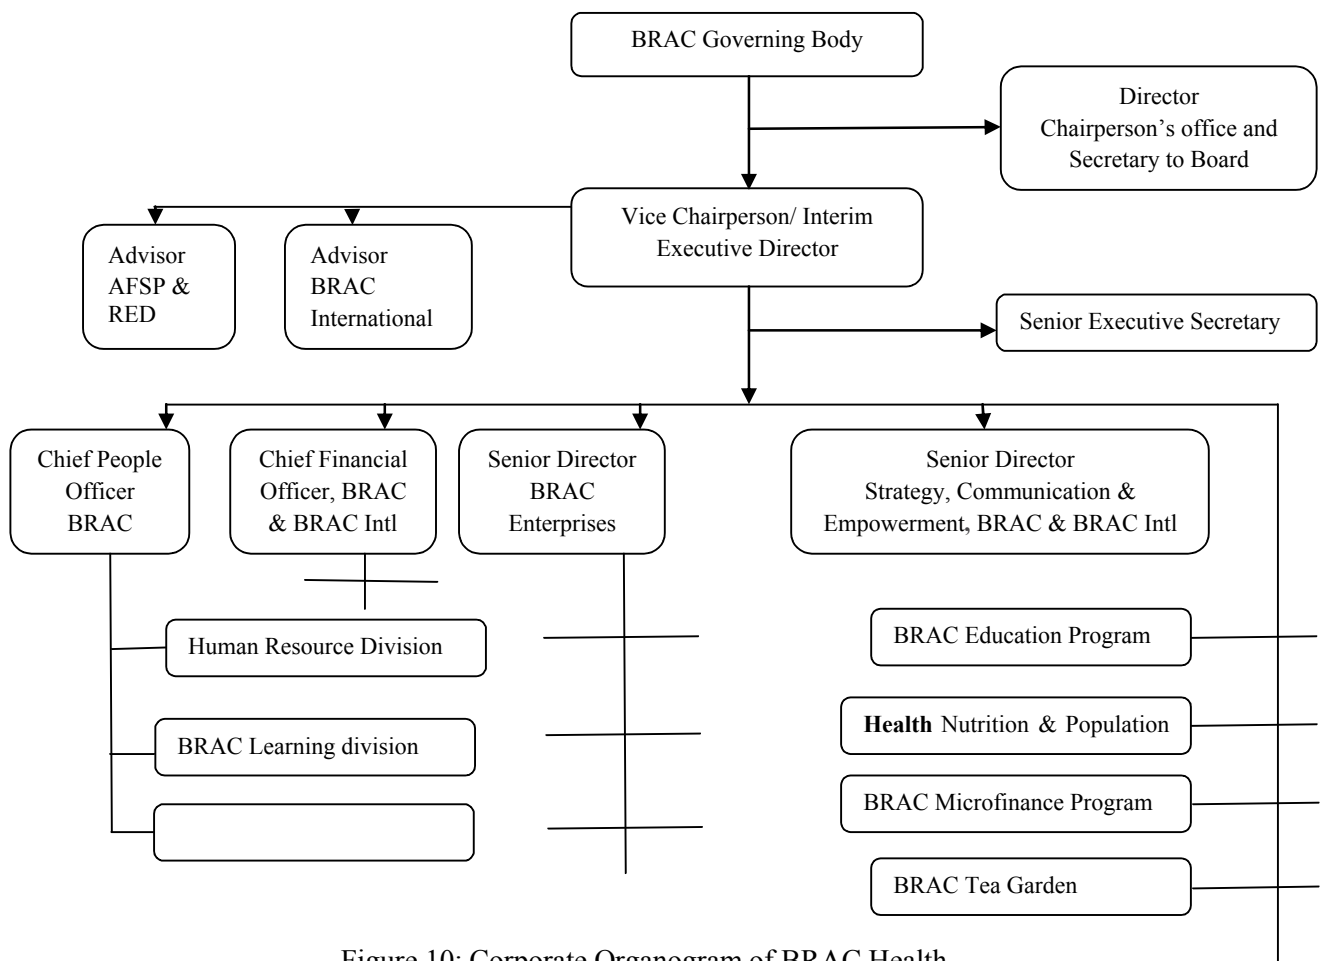 BRAC Governing Body
Director
Chairperson’s office and
Secretary to Board
Vice Chairperson/ Interim
Executive Director
Advisor
AFSP &
RED
Advisor
BRAC
International
Senior Executive Secretary
Chief People
Officer
BRAC
Chief Financial
Officer, BRAC
& BRAC Intl
Senior Director
BRAC
Enterprises
Senior Director
Strategy, Communication &
Empowerment, BRAC & BRAC Intl
Human Resource Division
BRAC Learning division
BRAC Education Program
Health Nutrition & Population
BRAC Microfinance Program
BRAC Tea Garden
Figure 10: Corporate Organogram of BRAC Health